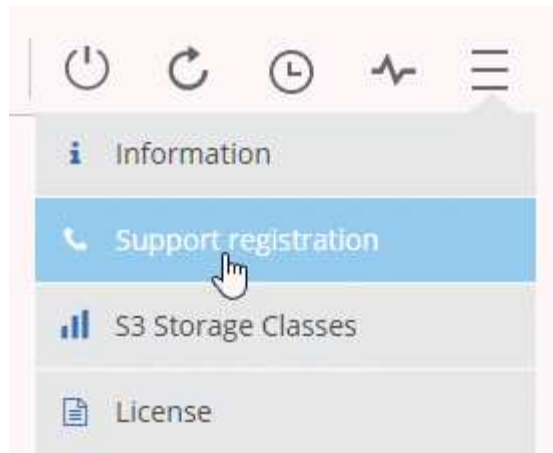 Information
Support registration
S3 Storage Classes
License